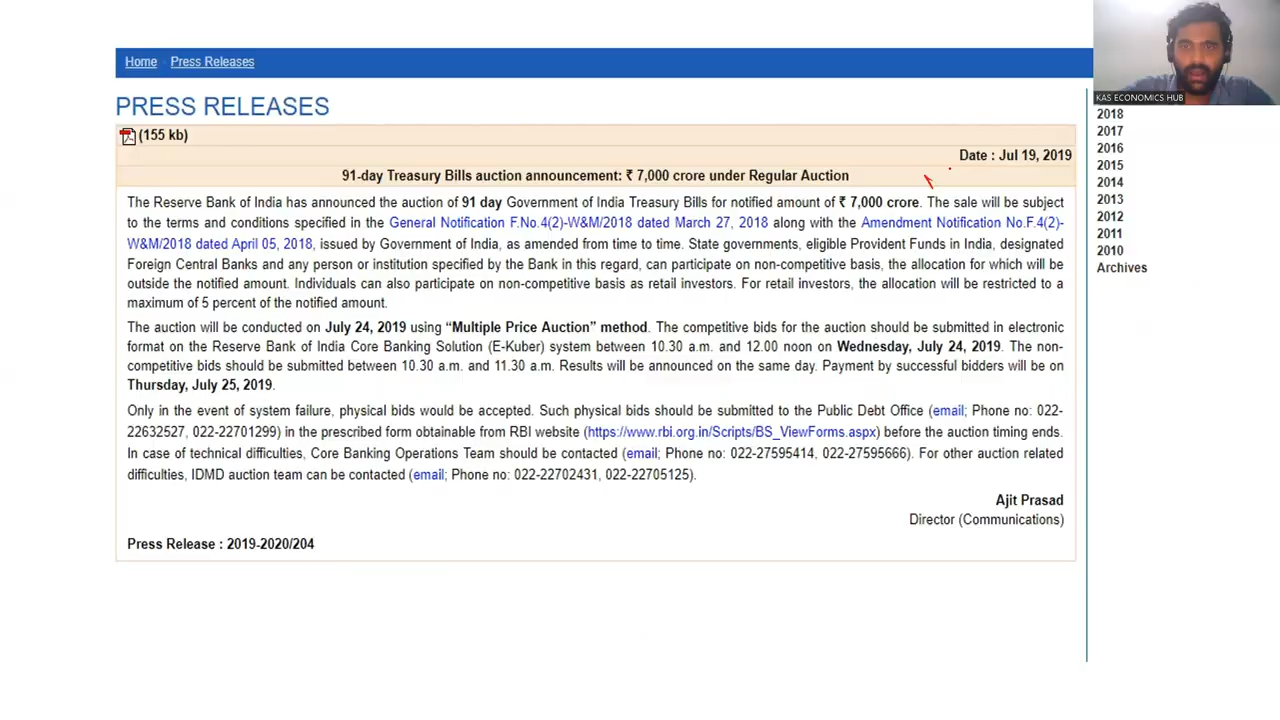 Home Press Releases
PRESS RELEASES
(155 kb)
Date : Jul 19, 2019
91-day Treasury Bills auction announcement: ₹ 7,000 crore under Regular Auction
The Reserve Bank of India has announced the auction of 91 day Government of India Treasury Bills for notified amount of ₹ 7,000 crore. The sale will be subject
to the terms and conditions specified in the General Notification F.No.4(2)-W&M/2018 dated March 27, 2018 along with the Amendment Notification No.F.4(2)-
W&M/2018 dated April 05, 2018, issued by Government of India, as amended from time to time. State governments, eligible Provident Funds in India, designated
Foreign Central Banks and any person or institution specified by the Bank in this regard, can participate on non-competitive basis, the allocation for which will be
outside the notified amount. Individuals can also participate on non-competitive basis as retail investors. For retail investors, the allocation will be restricted to a
maximum of 5 percent of the notified amount.
The auction will be conducted on July 24, 2019 using “Multiple Price Auction” method. The competitive bids for the auction should be submitted in electronic
format on the Reserve Bank of India Core Banking Solution (E-Kuber) system between 10.30 a.m. and 12.00 noon on Wednesday, July 24, 2019. The non-
competitive bids should be submitted between 10.30 a.m. and 11.30 a.m. Results will be announced on the same day. Payment by successful bidders will be on
Thursday, July 25, 2019.
Only in the event of system failure, physical bids would be accepted. Such physical bids should be submitted to the Public Debt Office (email; Phone no: 022-
22632527, 022-22701299) in the prescribed form obtainable from RBI website (https://www.rbi.org.in/Scripts/BS_ViewForms.aspx) before the auction timing ends.
In case of technical difficulties, Core Banking Operations Team should be contacted (email; Phone no: 022-27595414, 022-27595666). For other auction related
difficulties, IDMD auction team can be contacted (email; Phone no: 022-22702431, 022-22705125).
Ajit Prasad
Director (Communications)
Press Release : 2019-2020/204
KAS ECONOMICS HUB
2018
2017
2016
2015
2014
2013
2012
2011
2010
Archives